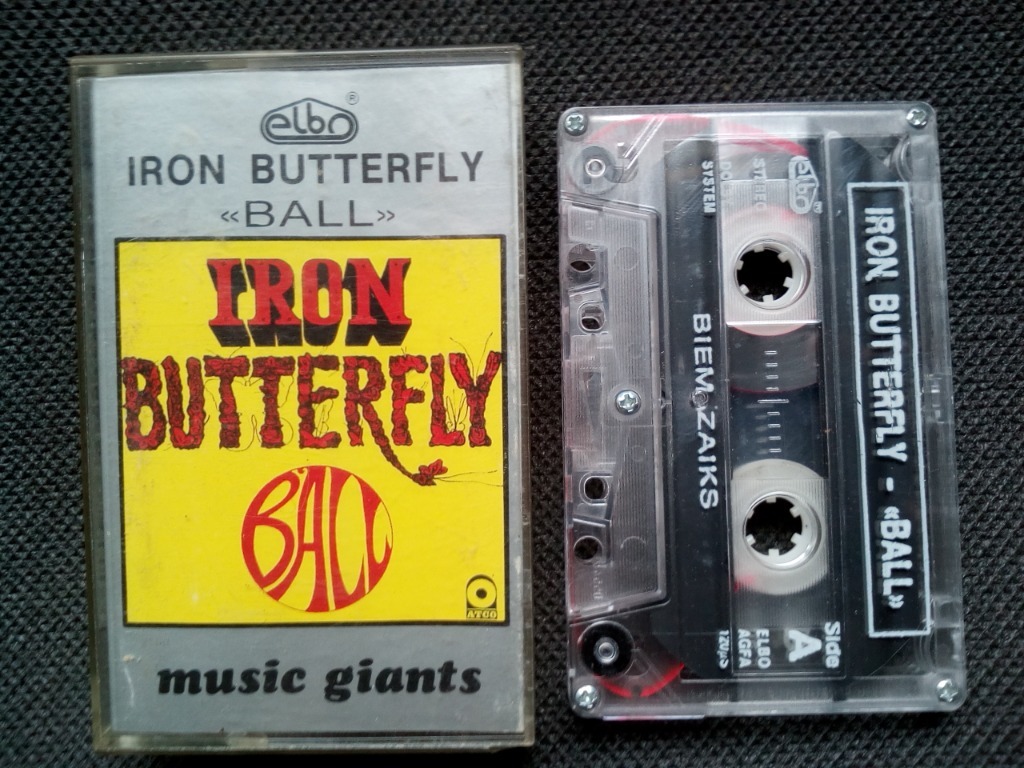 elbo ®
IRON BUTTERFLY
«BALL»
IRON
BUTTERFLY
BALL
ATCO
music giants
elbo ®
STEREO
SYSTEM
IRON BUTTERFLY - «BALL»
BIEM ZAIKS
Side
A
ELBO
AGFA
120µs